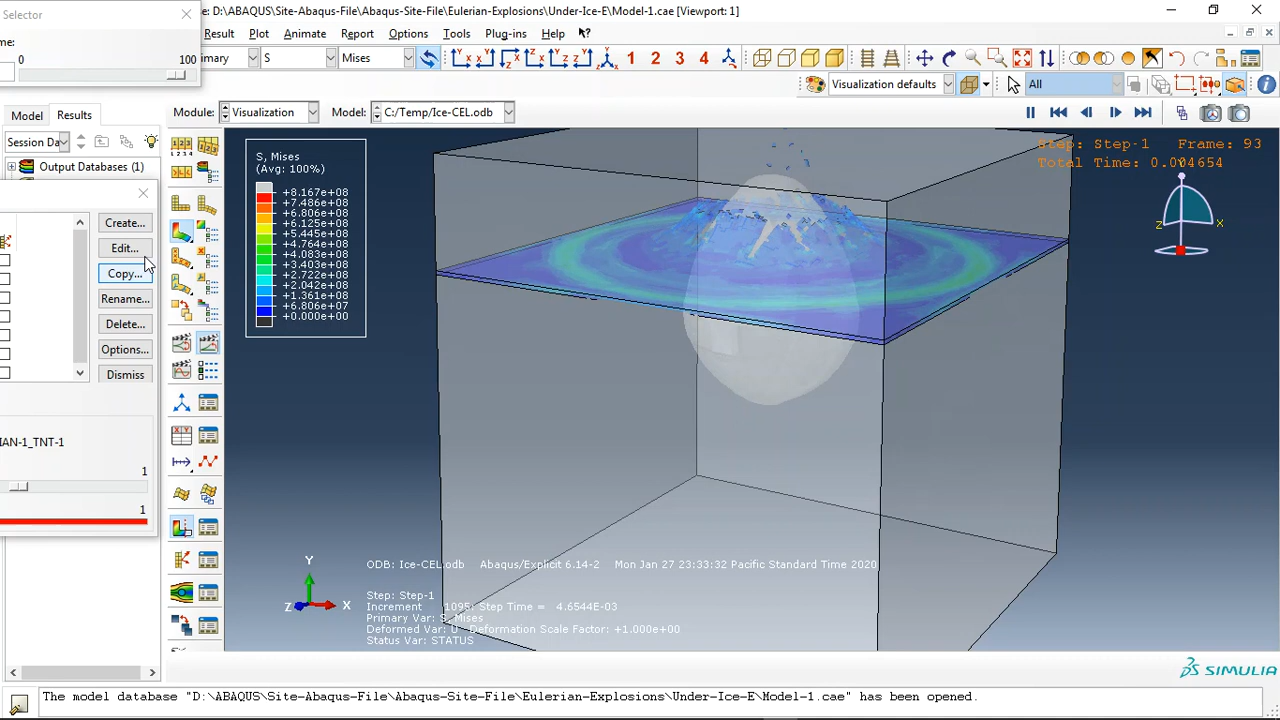 Selector
e: D:\ABAQUS\Site-Abaqus-File\Abaqus-Site-File\Eulerian-Explosions\Under-Ice-E\Model-1.cae [Viewport: 1]
me:
0 100
Result Plot Animate Report Options Tools Plug-ins Help
imary S Mises 1 2 3 4
Visualization defaults All
Model Results
Module: Visualization Model: C:/Temp/Ice-CEL.odb
Session Da
Output Databases (1)
Create...
Edit...
Copy...
Rename...
Delete...
Options...
Dismiss
IAN-1_TNT-1
1
1
S, Mises
(Avg: 100%)
+8.167e+08
+7.486e+08
+6.806e+08
+6.125e+08
+5.445e+08
+4.764e+08
+4.083e+08
+3.403e+08
+2.722e+08
+2.042e+08
+1.361e+08
+6.806e+07
+0.000e+00
Step: Step-1 Frame: 93
Total Time: 0.004654
Y
Z X
ODB: Ice-CEL.odb Abaqus/Explicit 6.14-2 Mon Jan 27 23:33:32 Pacific Standard Time 2020
Y
Z X
Step: Step-1
Increment 1095: Step Time = 4.6544E-03
Primary Var: S, Mises
Deformed Var: U Deformation Scale Factor: +1.000e+00
Status Var: STATUS
SIMULIA
The model database "D:\ABAQUS\Site-Abaqus-File\Abaqus-Site-File\Eulerian-Explosions\Under-Ice-E\Model-1.cae" has been opened.